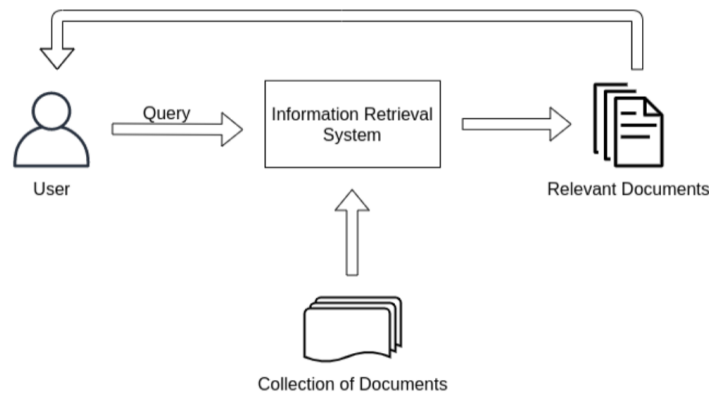 Query
Information Retrieval
System
User
Relevant Documents
Collection of Documents